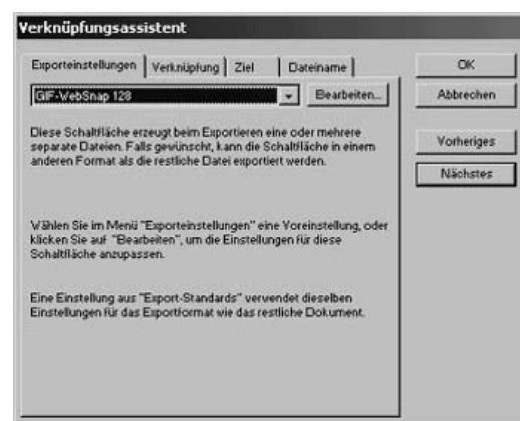 Verknüpfungsassistent
Exporteinstellungen Verknüpfung Ziel Dateiname
OK
GIF-WebSnap 128 Bearbeiten...
Abbrechen
Diese Schaltfläche erzeugt beim Exportieren eine oder mehrere
separate Dateien. Falls gewünscht, kann die Schaltfläche in einem
anderen Format als die restliche Datei exportiert werden.
Vorheriges
Nächstes
Wählen Sie im Menü "Exporteinstellungen" eine Voreinstellung, oder
klicken Sie auf "Bearbeiten", um die Einstellungen für diese
Schaltfläche anzupassen.
Eine Einstellung aus "Export-Standards" verwendet dieselben
Einstellungen für das Exportformat wie das restliche Dokument.